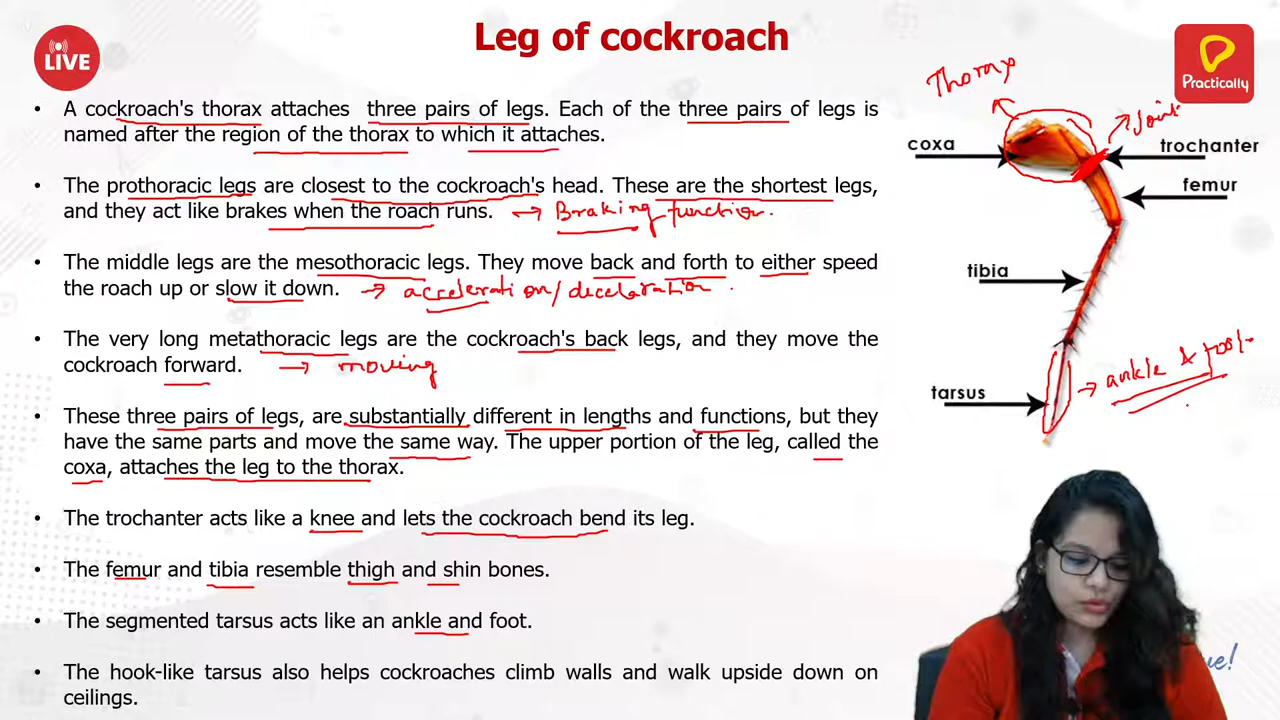 Leg of cockroach
LIVE
Practically
• A cockroach's thorax attaches three pairs of legs. Each of the three pairs of legs is
named after the region of the thorax to which it attaches.
• The prothoracic legs are closest to the cockroach's head. These are the shortest legs,
and they act like brakes when the roach runs. → Braking function.
• The middle legs are the mesothoracic legs. They move back and forth to either speed
the roach up or slow it down. → acceleration/deceleration.
• The very long metathoracic legs are the cockroach's back legs, and they move the
cockroach forward. → moving
• These three pairs of legs, are substantially different in lengths and functions, but they
have the same parts and move the same way. The upper portion of the leg, called the
coxa, attaches the leg to the thorax.
• The trochanter acts like a knee and lets the cockroach bend its leg.
• The femur and tibia resemble thigh and shin bones.
• The segmented tarsus acts like an ankle and foot.
• The hook-like tarsus also helps cockroaches climb walls and walk upside down on
ceilings.
Thorax
Joint
coxa
trochanter
femur
tibia
→ ankle & foot.
tarsus